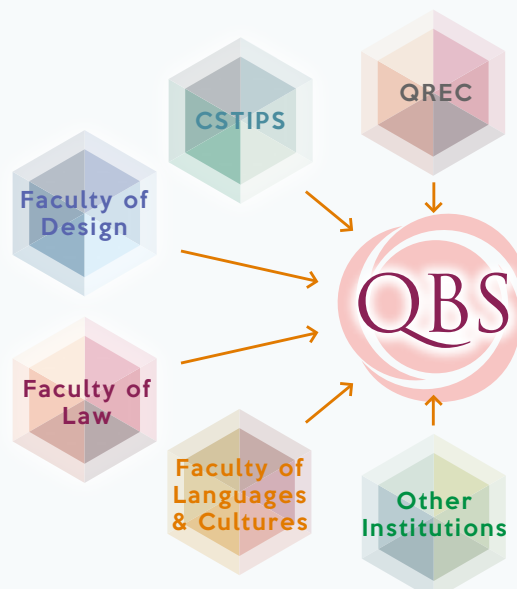 QREC
CSTIPS
Faculty of
Design
QBS
Faculty of
Law
Faculty of
Languages
& Cultures
Other
Institutions